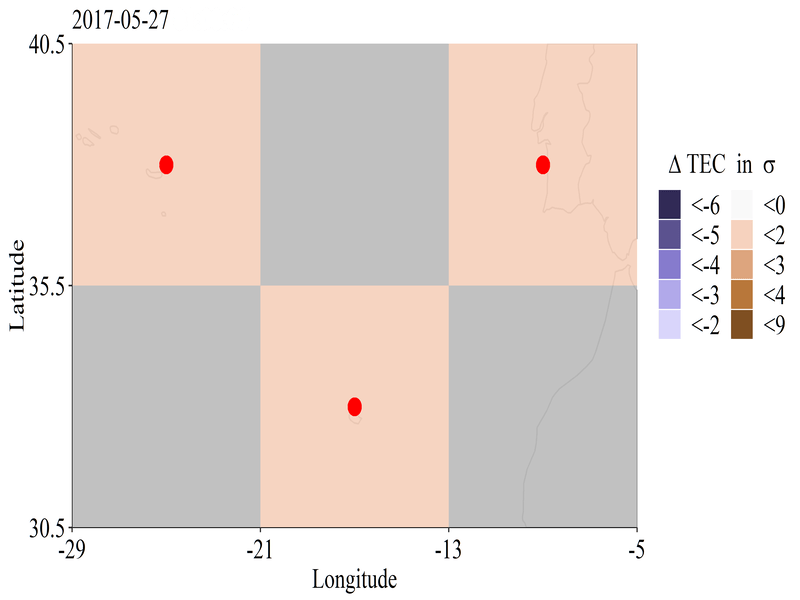 2017-05-27
40.5
35.5
30.5
Latitude
-29 -21 -13 -5
Longitude
Δ TEC in σ
<-6 <0
<-5 <2
<-4 <3
<-3 <4
<-2 <9